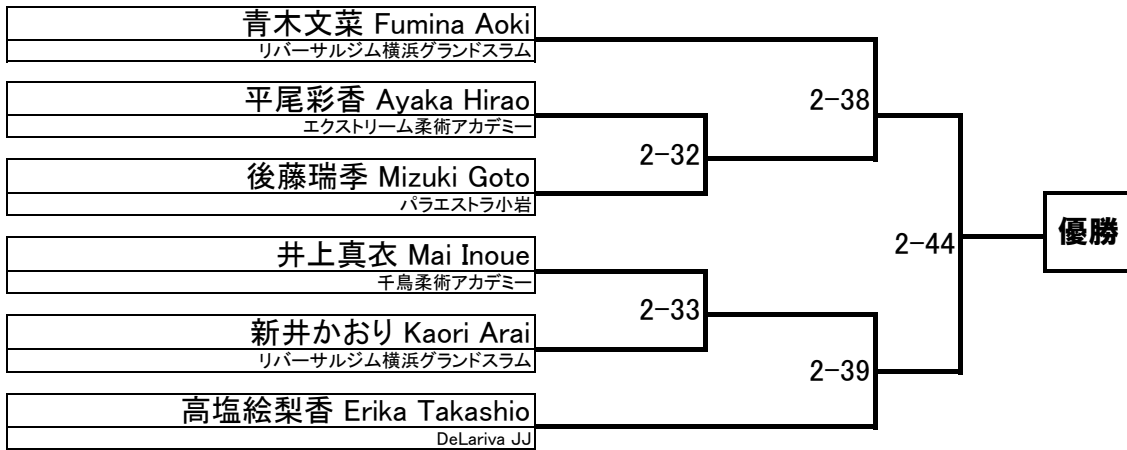 青木文菜 Fumina Aoki
リバーサルジム横浜グランドスラム
2-38
平尾彩香 Ayaka Hirao
エクストリーム柔術アカデミー
2-32
後藤瑞季 Mizuki Goto
パラエストラ小岩
優勝
2-44
井上真衣 Mai Inoue
千鳥柔術アカデミー
2-33
新井かおり Kaori Arai
リバーサルジム横浜グランドスラム
2-39
高塩絵梨香 Erika Takashio
DeLariva JJ